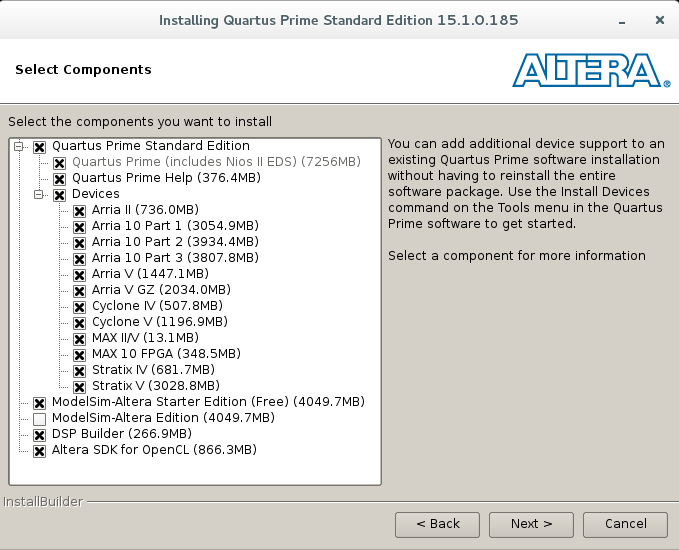 Installing Quartus Prime Standard Edition 15.1.0.185
Select Components
ALTERA®
Select the components you want to install
Quartus Prime Standard Edition
Quartus Prime (includes Nios II EDS) (7256MB)
Quartus Prime Help (376.4MB)
Devices
Arria II (736.0MB)
Arria 10 Part 1 (3054.9MB)
Arria 10 Part 2 (3934.4MB)
Arria 10 Part 3 (3807.8MB)
Arria V (1447.1MB)
Arria V GZ (2034.0MB)
Cyclone IV (507.8MB)
Cyclone V (1196.9MB)
MAX II/V (13.1MB)
MAX 10 FPGA (348.5MB)
Stratix IV (681.7MB)
Stratix V (3028.8MB)
ModelSim-Altera Starter Edition (Free) (4049.7MB)
ModelSim-Altera Edition (4049.7MB)
DSP Builder (266.9MB)
Altera SDK for OpenCL (866.3MB)
You can add additional device support to an
existing Quartus Prime software installation
without having to reinstall the entire
software package. Use the Install Devices
command on the Tools menu in the Quartus
Prime software to get started.
Select a component for more information
InstallBuilder
< Back
Next >
Cancel